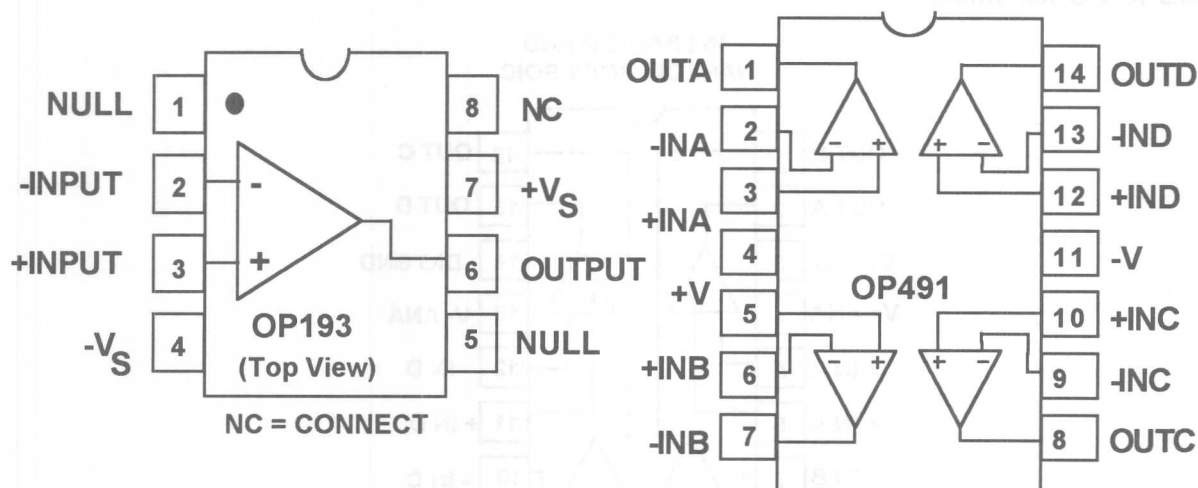 NULL 1 8 NC
-INPUT 2 - 7 +VS
+INPUT 3 + 6 OUTPUT
-VS 4 5 NULL
OP193
(Top View)
NC = CONNECT
OUTA 1 14 OUTD
-INA 2 13 -IND
- + + -
+INA 3 12 +IND
+V 4 11 -V
OP491
+INB 5 10 +INC
- + + -
-INB 6 9 -INC
7 8 OUTC